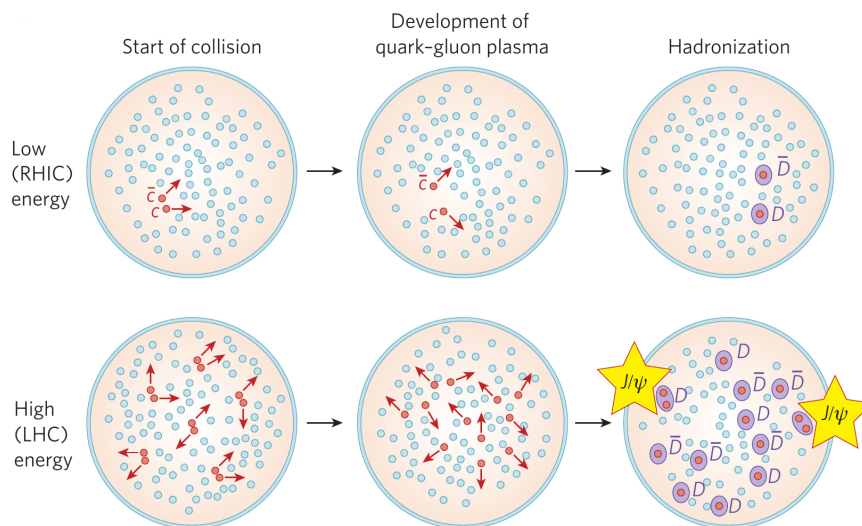 Start of collision
Development of
quark–gluon plasma
Hadronization
Low
(RHIC)
energy
c̅
c
c̅
c
D̅
D
High
(LHC)
energy
J/ψ
D
D̅
D̅
D
J/ψ
D̅
D̅
D̅
D
D
D